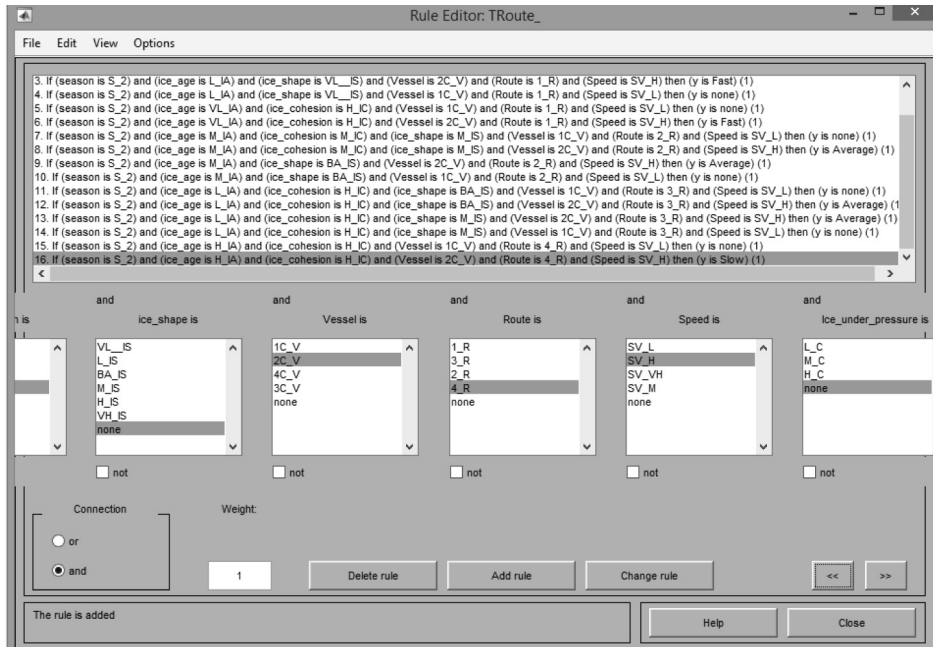 Rule Editor: TRoute_
File Edit View Options
3. If (season is S_2) and (ice_age is L_IA) and (ice_shape is VL__IS) and (Vessel is 2C_V) and (Route is 1_R) and (Speed is SV_H) then (y is Fast) (1)
4. If (season is S_2) and (ice_age is L_IA) and (ice_shape is VL__IS) and (Vessel is 1C_V) and (Route is 1_R) and (Speed is SV_L) then (y is none) (1)
5. If (season is S_2) and (ice_age is VL_IA) and (ice_cohesion is H_IC) and (Vessel is 1C_V) and (Route is 1_R) and (Speed is SV_L) then (y is none) (1)
6. If (season is S_2) and (ice_age is VL_IA) and (ice_cohesion is H_IC) and (Vessel is 2C_V) and (Route is 1_R) and (Speed is SV_H) then (y is Fast) (1)
7. If (season is S_2) and (ice_age is M_IA) and (ice_cohesion is M_IC) and (ice_shape is M_IS) and (Vessel is 1C_V) and (Route is 2_R) and (Speed is SV_L) then (y is none) (1)
8. If (season is S_2) and (ice_age is M_IA) and (ice_cohesion is M_IC) and (ice_shape is M_IS) and (Vessel is 2C_V) and (Route is 2_R) and (Speed is SV_H) then (y is Average) (1)
9. If (season is S_2) and (ice_age is M_IA) and (ice_shape is BA_IS) and (Vessel is 2C_V) and (Route is 2_R) and (Speed is SV_H) then (y is Average) (1)
10. If (season is S_2) and (ice_age is M_IA) and (ice_shape is BA_IS) and (Vessel is 1C_V) and (Route is 2_R) and (Speed is SV_L) then (y is none) (1)
11. If (season is S_2) and (ice_age is L_IA) and (ice_cohesion is H_IC) and (ice_shape is BA_IS) and (Vessel is 1C_V) and (Route is 3_R) and (Speed is SV_L) then (y is none) (1)
12. If (season is S_2) and (ice_age is L_IA) and (ice_cohesion is H_IC) and (ice_shape is BA_IS) and (Vessel is 2C_V) and (Route is 3_R) and (Speed is SV_H) then (y is Average) (1
13. If (season is S_2) and (ice_age is L_IA) and (ice_cohesion is H_IC) and (ice_shape is M_IS) and (Vessel is 2C_V) and (Route is 3_R) and (Speed is SV_H) then (y is Average) (1)
14. If (season is S_2) and (ice_age is L_IA) and (ice_cohesion is H_IC) and (ice_shape is M_IS) and (Vessel is 1C_V) and (Route is 3_R) and (Speed is SV_L) then (y is none) (1)
15. If (season is S_2) and (ice_age is H_IA) and (ice_cohesion is H_IC) and (Vessel is 1C_V) and (Route is 4_R) and (Speed is SV_L) then (y is none) (1)
16. If (season is S_2) and (ice_age is H_IA) and (ice_cohesion is H_IC) and (Vessel is 2C_V) and (Route is 4_R) and (Speed is SV_H) then (y is Slow) (1)
and and and and and
n is ice_shape is Vessel is Route is Speed is Ice_under_pressure is
VL__IS 1C_V 1_R SV_L L_C
L_IS 2C_V 3_R SV_H M_C
BA_IS 4C_V 2_R SV_VH H_C
M_IS 3C_V 4_R SV_M none
H_IS none none none
VH_IS
none
not not not not not
Connection Weight:
or
and 1 Delete rule Add rule Change rule << >>
The rule is added Help Close